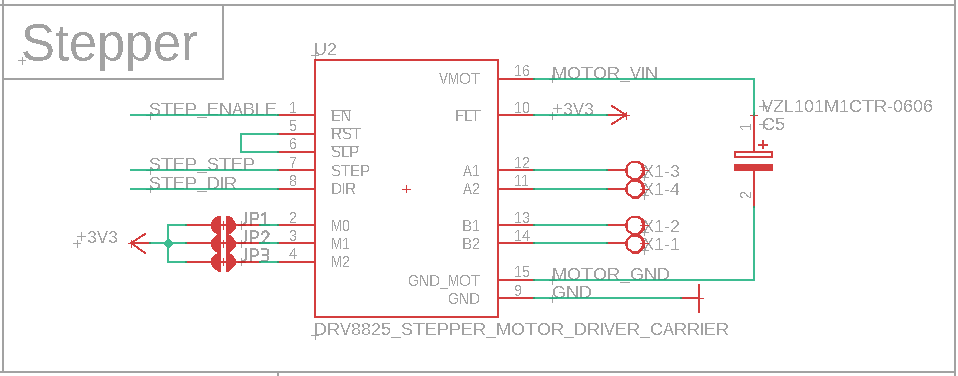 Stepper
U2
VMOT 16 MOTOR_VIN
STEP_ENABLE 1 EN
FLT 10 +3V3
VZL101M1CTR-0606
C5
1
2
5 RST
6 SLP
STEP_STEP 7 STEP
STEP_DIR 8 DIR
A1 12 X1-3
A2 11 X1-4
JP1 2 M0
+3V3 JP2 3 M1
JP3 4 M2
B1 13 X1-2
B2 14 X1-1
GND_MOT 15 MOTOR_GND
GND 9 GND
DRV8825_STEPPER_MOTOR_DRIVER_CARRIER